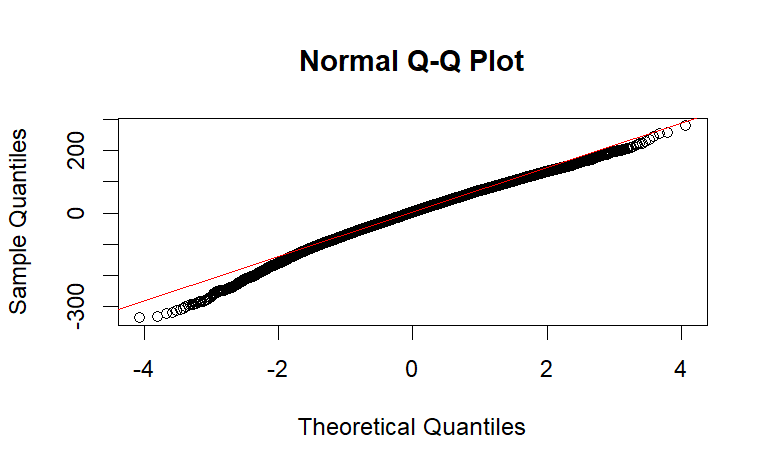 Normal Q-Q Plot
Sample Quantiles
200
0
-300
-4 -2 0 2 4
Theoretical Quantiles